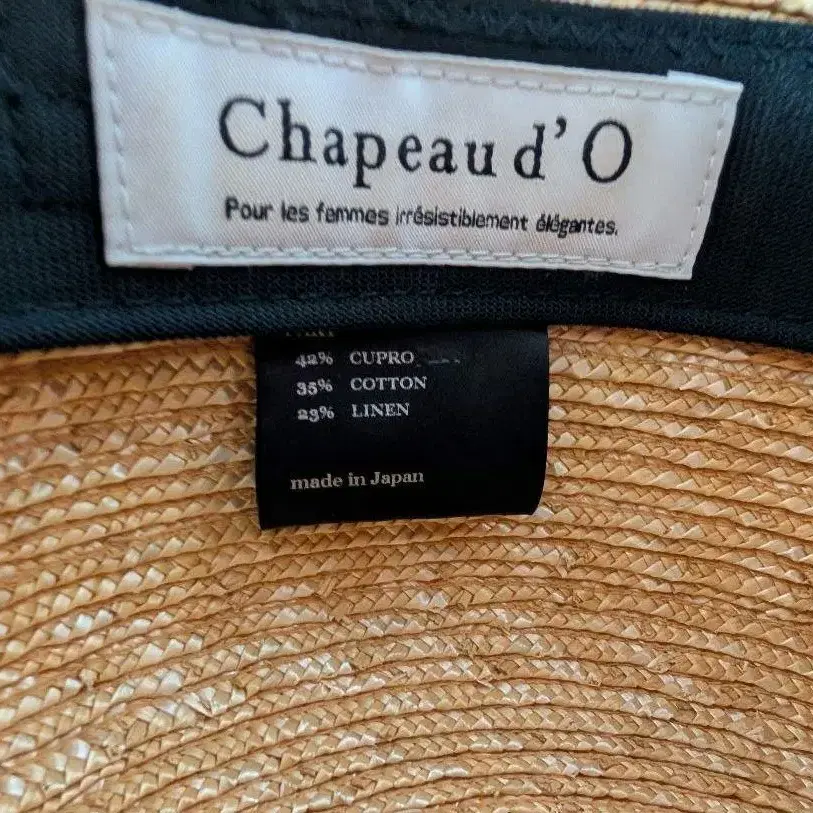 Chapeau d'O
Pour les femmes irrésistiblement élégantes.
42% CUPRO
35% COTTON
23% LINEN
made in Japan